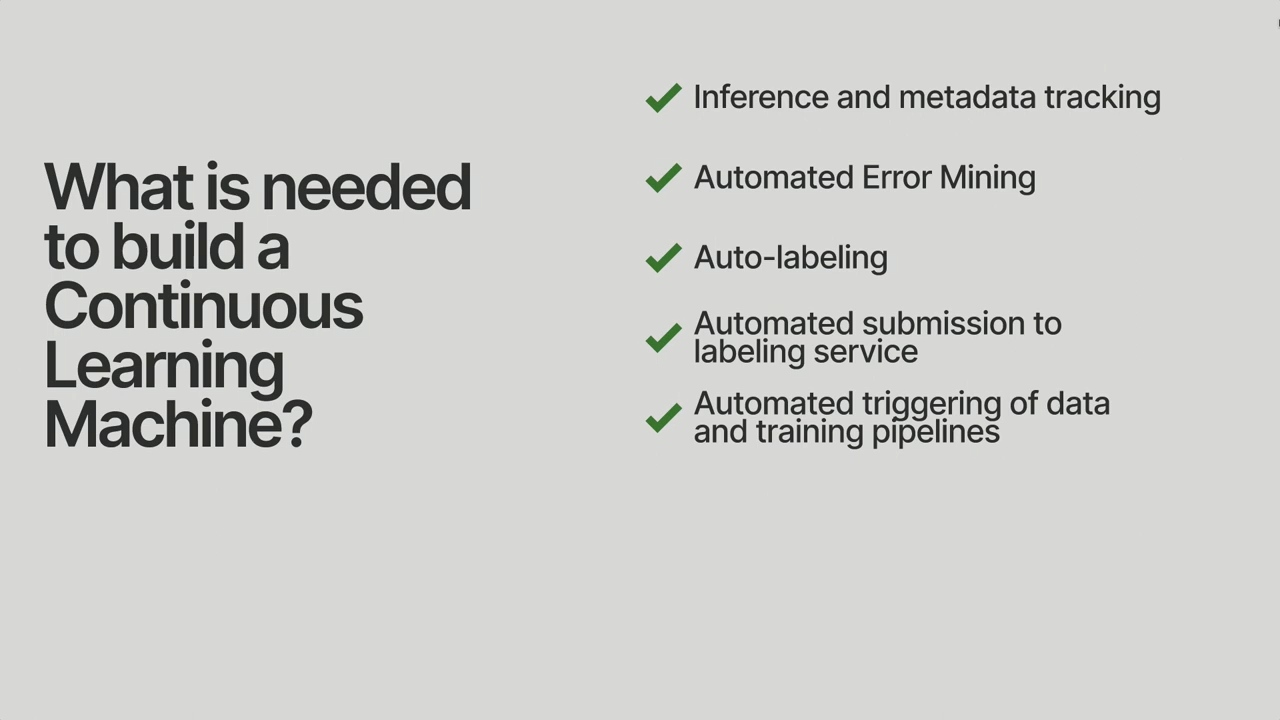 What is needed
to build a
Continuous
Learning
Machine?
Inference and metadata tracking
Automated Error Mining
Auto-labeling
Automated submission to
labeling service
Automated triggering of data
and training pipelines